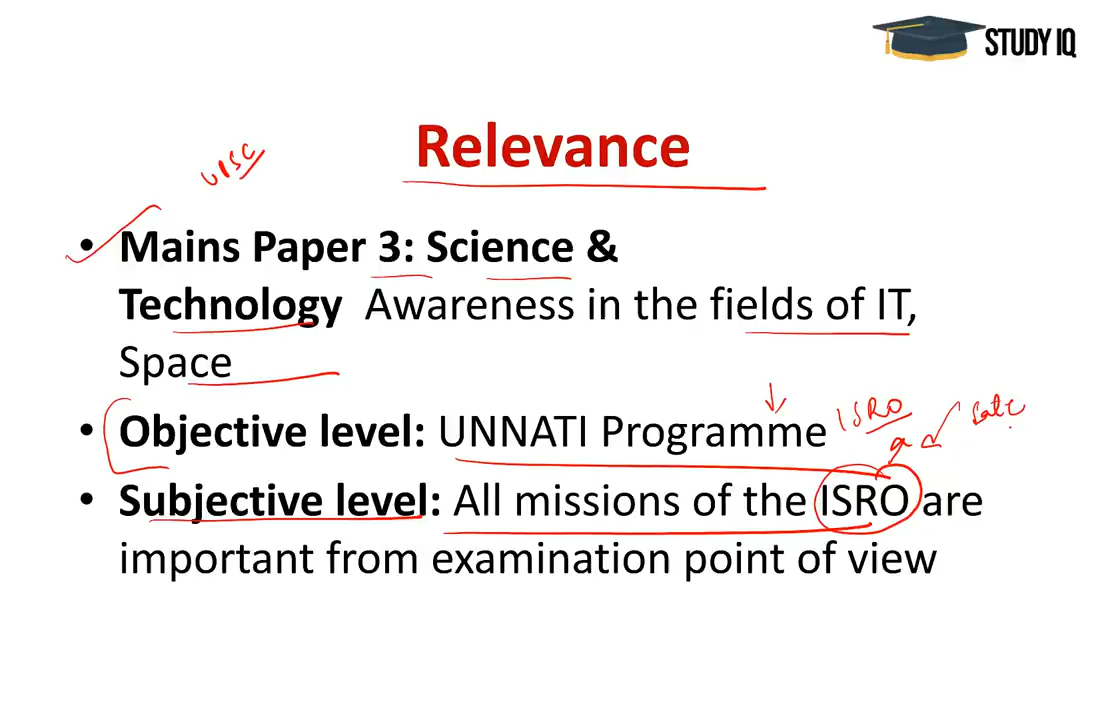 STUDY IQ
Relevance
UPSC
• Mains Paper 3: Science &
Technology Awareness in the fields of IT,
Space
• Objective level: UNNATI Programme
ISRO
• Subjective level: All missions of the ISRO are
important from examination point of view